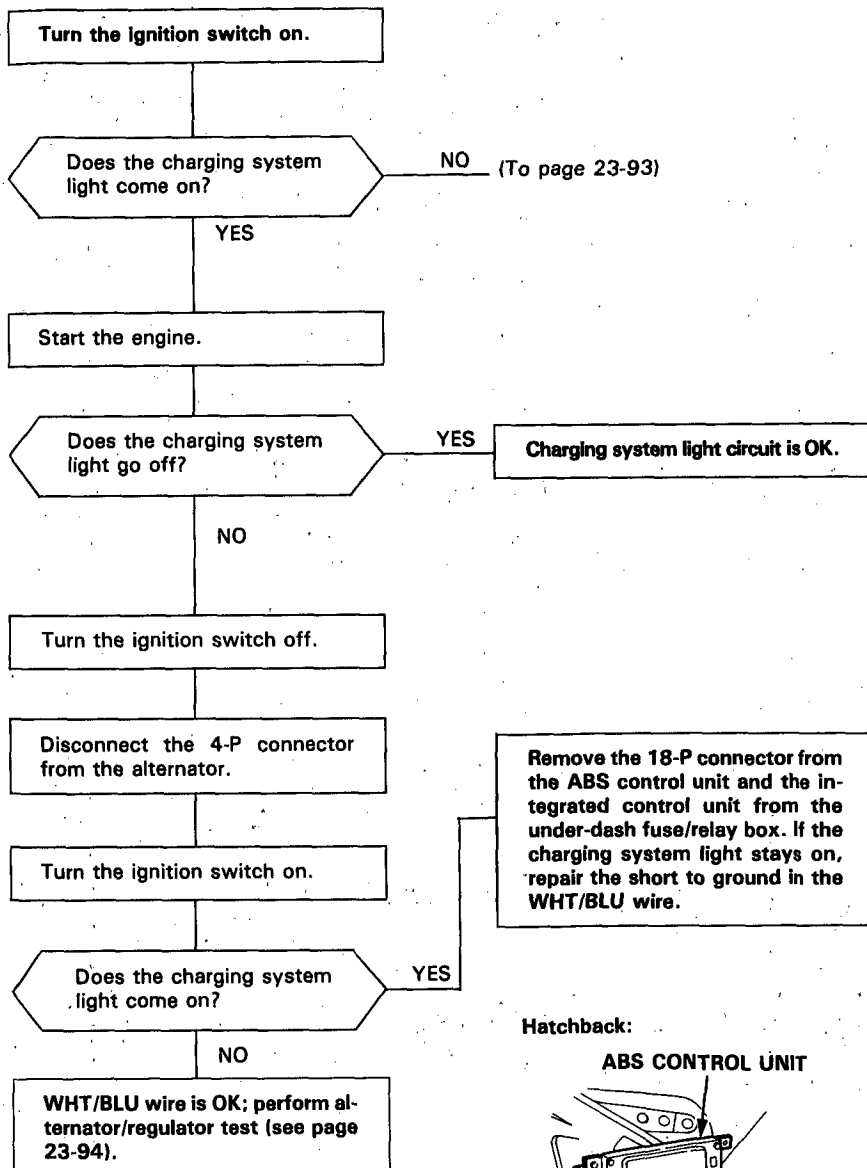 Turn the ignition switch on.
Does the charging system
light come on?
NO
(To page 23-93)
YES
Start the engine.
Does the charging system
light go off?
YES
Charging system light circuit is OK.
NO
Turn the ignition switch off.
Disconnect the 4-P connector
from the alternator.
Turn the ignition switch on.
Does the charging system
light come on?
YES
Remove the 18-P connector from
the ABS control unit and the in-
tegrated control unit from the
under-dash fuse/relay box. If the
charging system light stays on,
repair the short to ground in the
WHT/BLU wire.
NO
WHT/BLU wire is OK; perform al-
ternator/regulator test (see page
23-94).
Hatchback:
ABS CONTROL UNIT